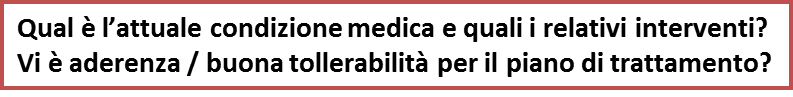 Qual è l’attuale condizione medica e quali i relativi interventi?
Vi è aderenza / buona tollerabilità per il piano di trattamento?